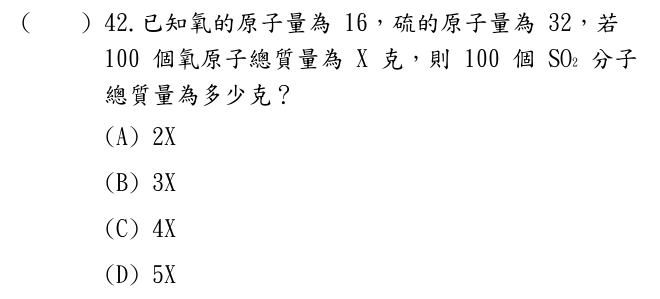 （　　）42.已知氧的原子量為 16，硫的原子量為 32，若
100 個氧原子總質量為 X 克，則 100 個 SO₂ 分子
總質量為多少克？
(A) 2X
(B) 3X
(C) 4X
(D) 5X